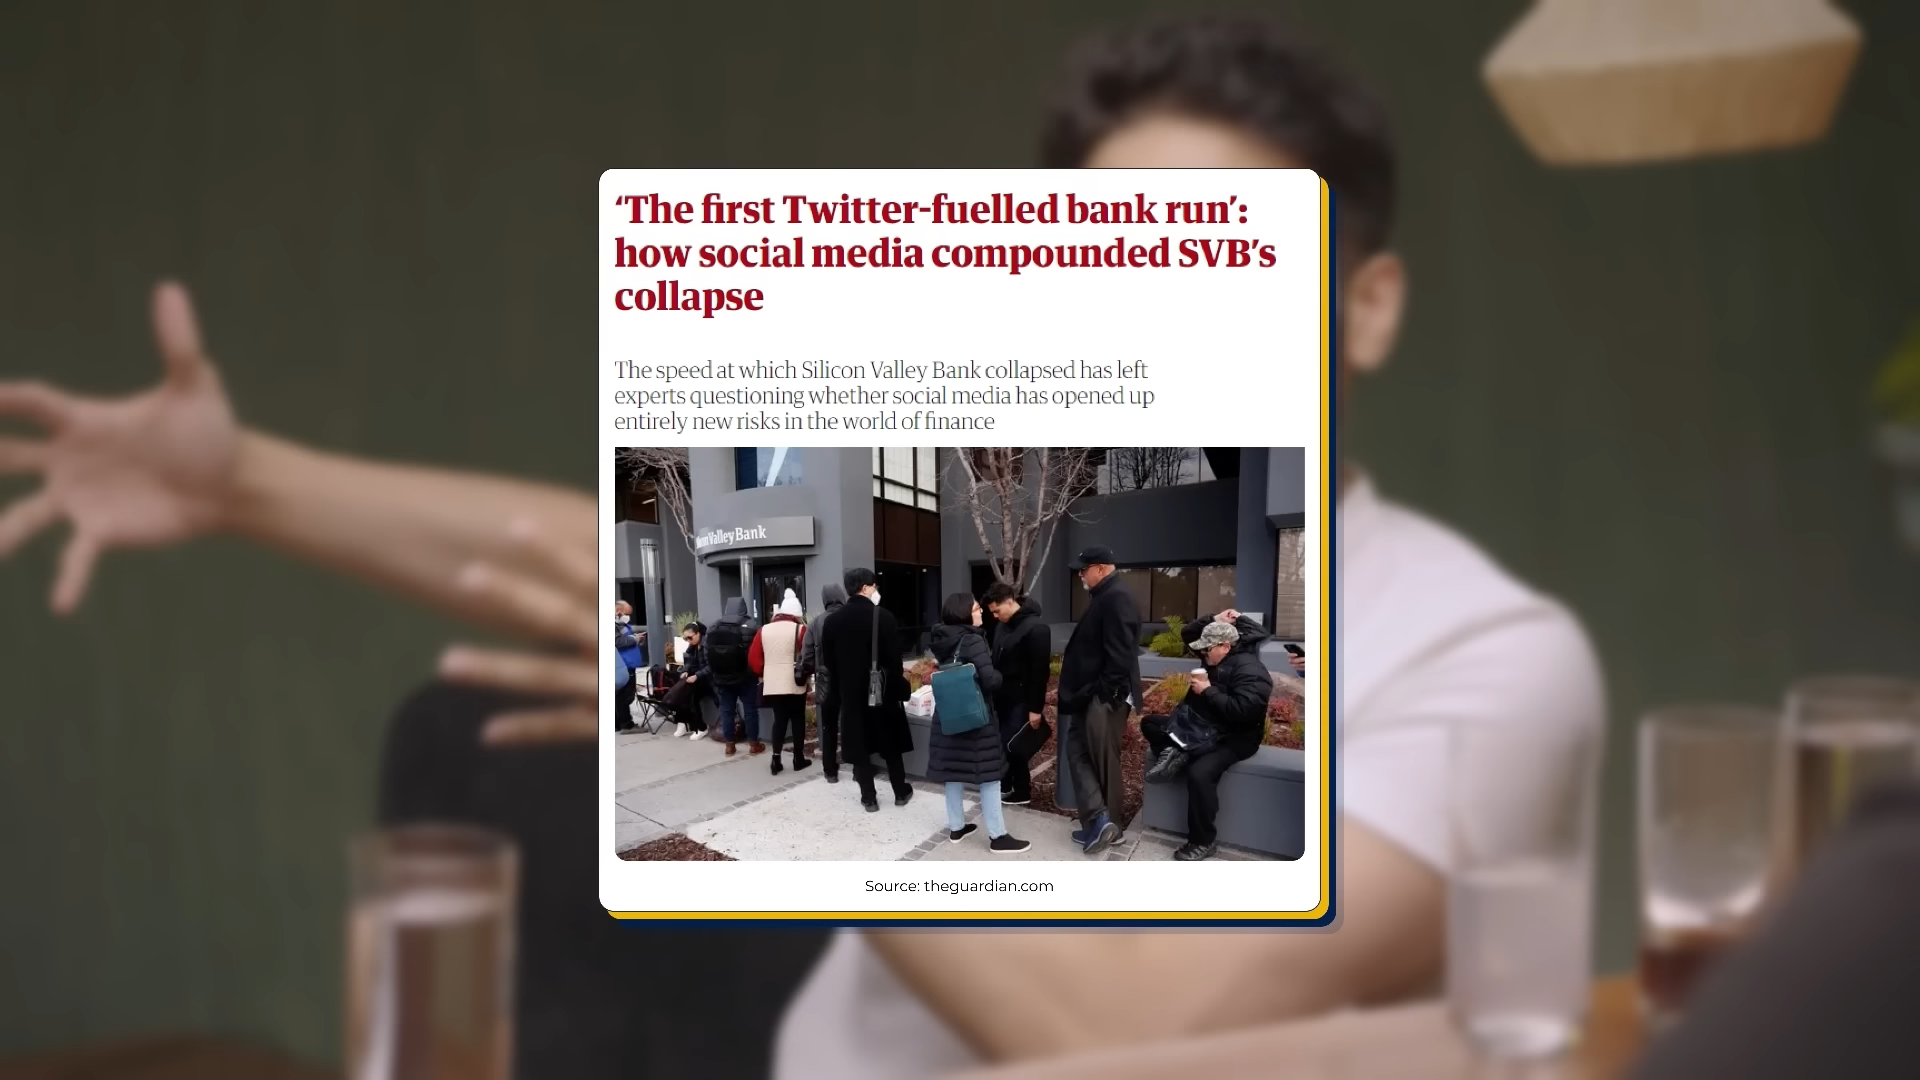 ‘The first Twitter-fuelled bank run’:
how social media compounded SVB’s
collapse
The speed at which Silicon Valley Bank collapsed has left
experts questioning whether social media has opened up
entirely new risks in the world of finance
Valley Bank
Source: theguardian.com